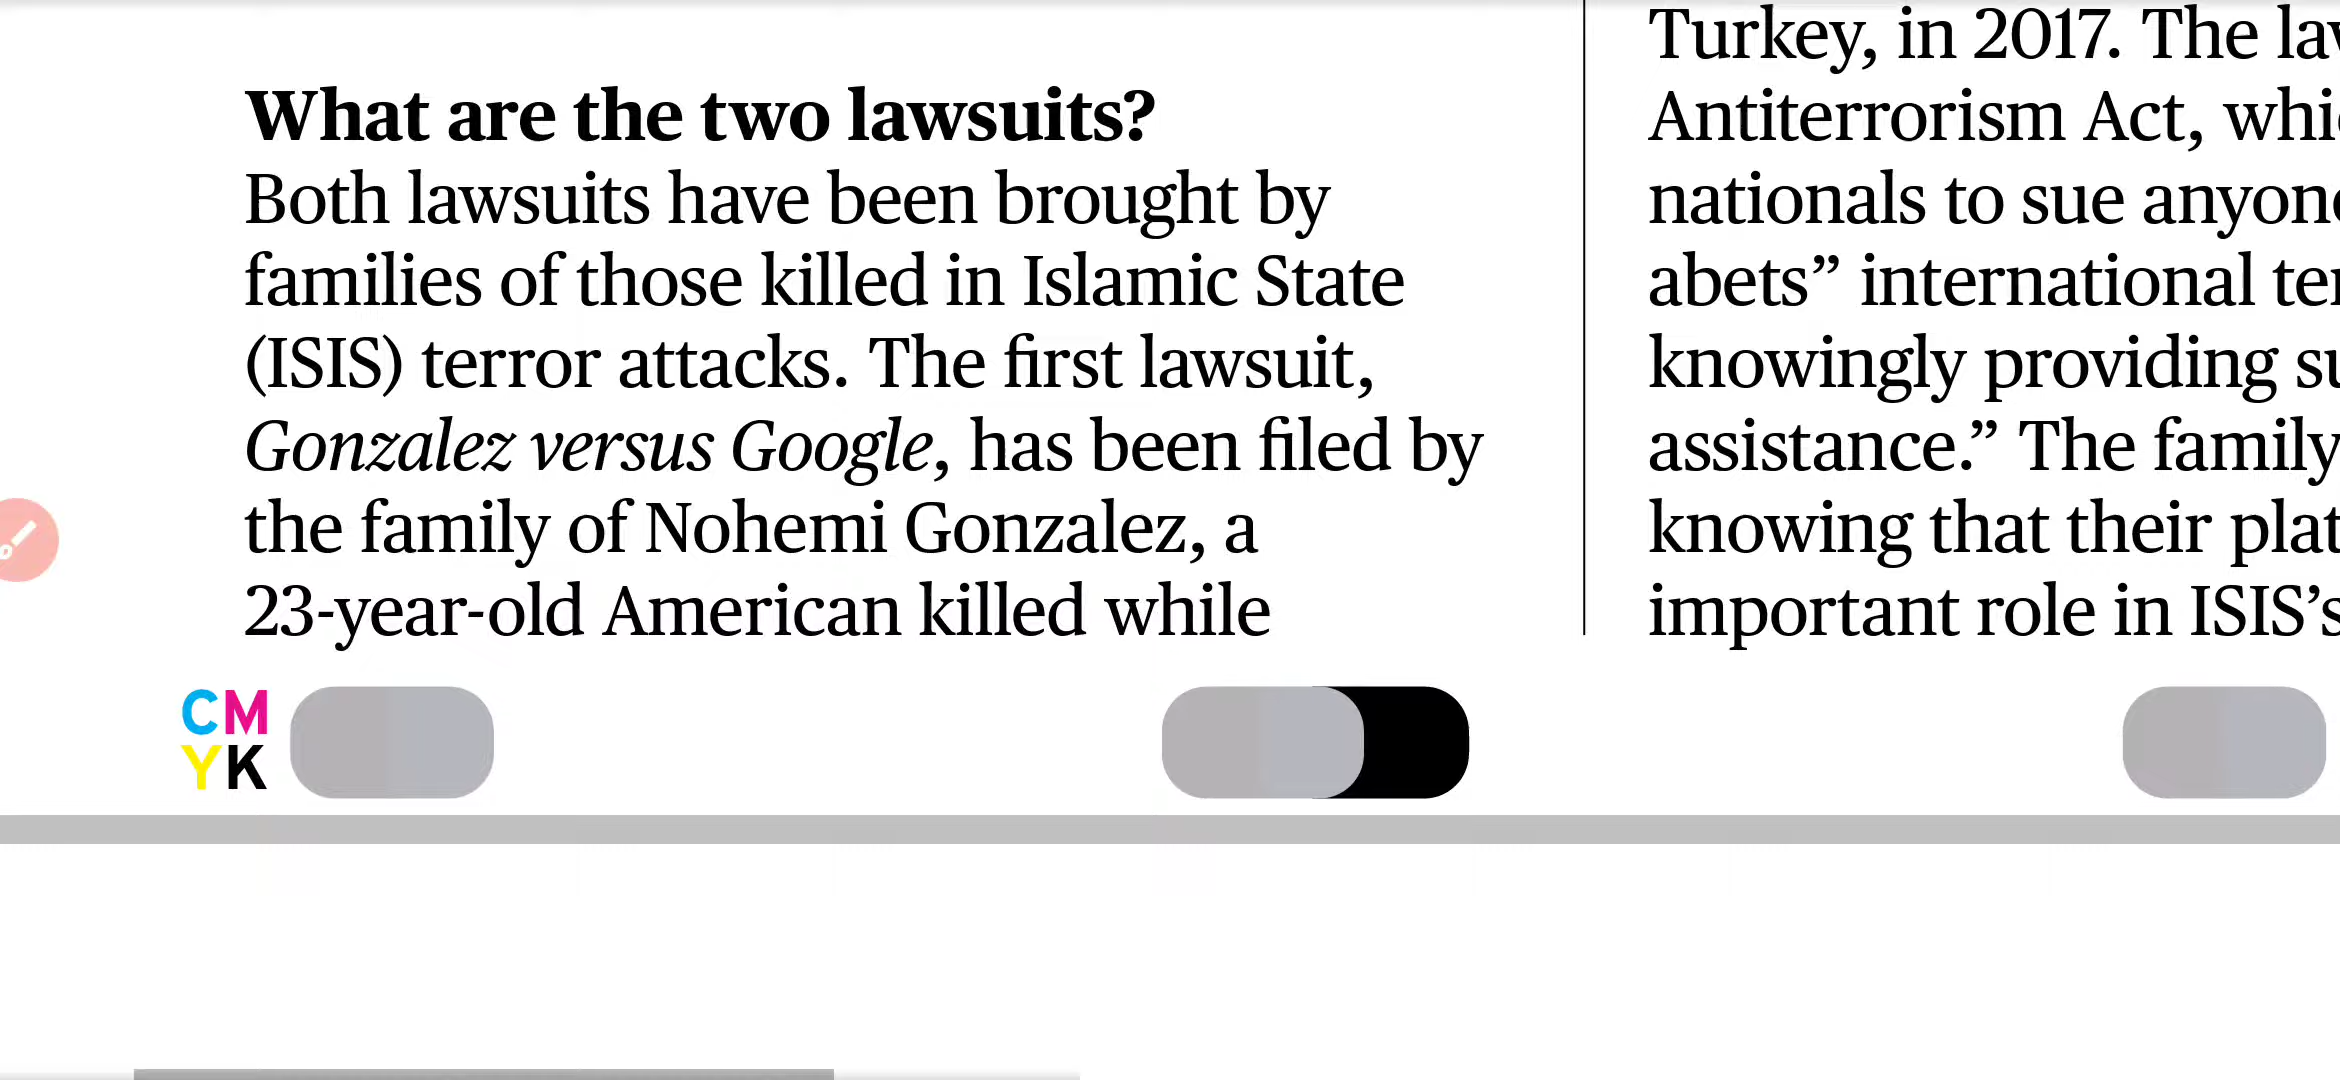 What are the two lawsuits?
Both lawsuits have been brought by
families of those killed in Islamic State
(ISIS) terror attacks. The first lawsuit,
Gonzalez versus Google, has been filed by
the family of Nohemi Gonzalez, a
23-year-old American killed while
Turkey, in 2017. The
Antiterrorism Act,
nationals to sue
abets” international
knowingly providing
assistance.” The family
knowing that their
important role in ISIS’s
CM
YK